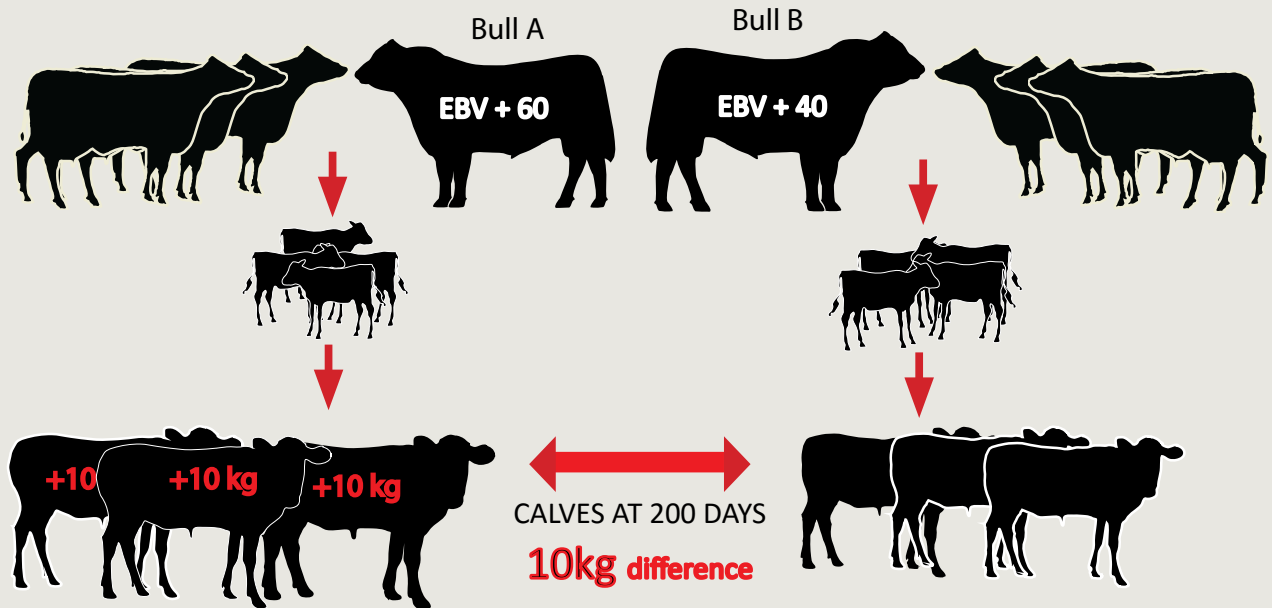 Bull A
Bull B
EBV + 60
EBV + 40
+10
+10 kg
+10 kg
CALVES AT 200 DAYS
10kg difference